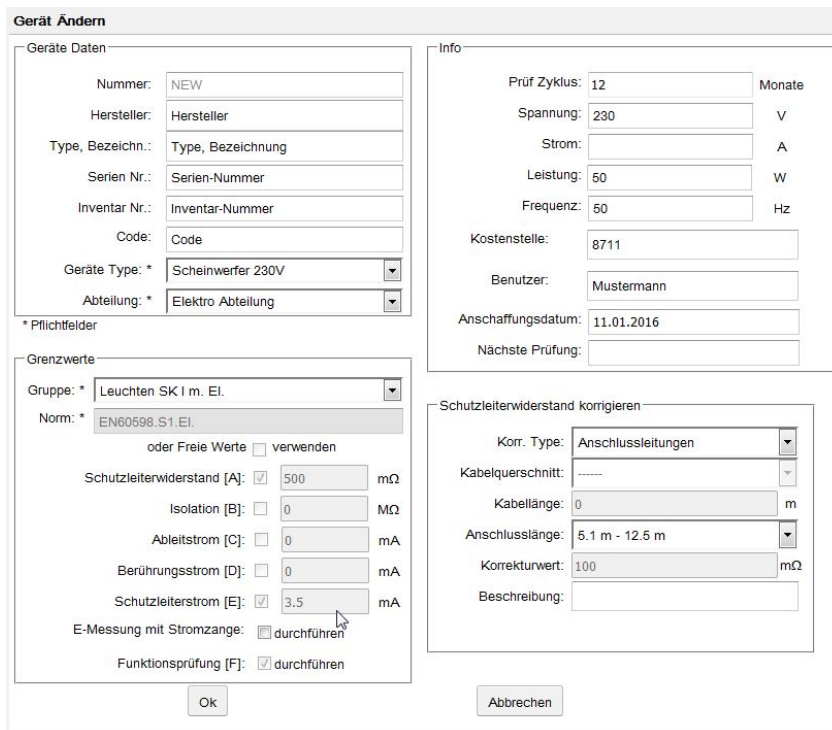 Gerät Ändern
Geräte Daten
Nummer: NEW
Hersteller: Hersteller
Type, Bezeichn.: Type, Bezeichnung
Serien Nr.: Serien-Nummer
Inventar Nr.: Inventar-Nummer
Code: Code
Geräte Type: * Scheinwerfer 230V
Abteilung: * Elektro Abteilung
* Pflichtfelder
Info
Prüf Zyklus: 12 Monate
Spannung: 230 V
Strom: A
Leistung: 50 W
Frequenz: 50 Hz
Kostenstelle: 8711
Benutzer: Mustermann
Anschaffungsdatum: 11.01.2016
Nächste Prüfung:
Grenzwerte
Gruppe: * Leuchten SK I m. El.
Norm: * EN60598.S1.El.
oder Freie Werte verwenden
Schutzleiterwiderstand [A]: 500 mΩ
Isolation [B]: 0 MΩ
Ableitstrom [C]: 0 mA
Berührungsstrom [D]: 0 mA
Schutzleiterstrom [E]: 3.5 mA
E-Messung mit Stromzange: durchführen
Funktionsprüfung [F]: durchführen
Schutzleiterwiderstand korrigieren
Korr. Type: Anschlussleitungen
Kabelquerschnitt: ------
Kabellänge: 0 m
Anschlusslänge: 5.1 m - 12.5 m
Korrekturwert: 100 mΩ
Beschreibung:
Ok
Abbrechen